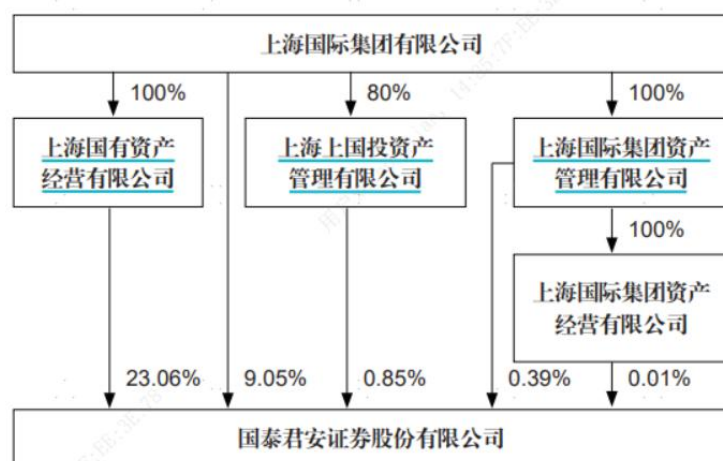 上海国际集团有限公司
100%
80%
100%
上海国有资产
经营有限公司
上海上国投资产
管理有限公司
上海国际集团资产
管理有限公司
100%
上海国际集团资产
经营有限公司
23.06%
9.05%
0.85%
0.39%
0.01%
国泰君安证券股份有限公司